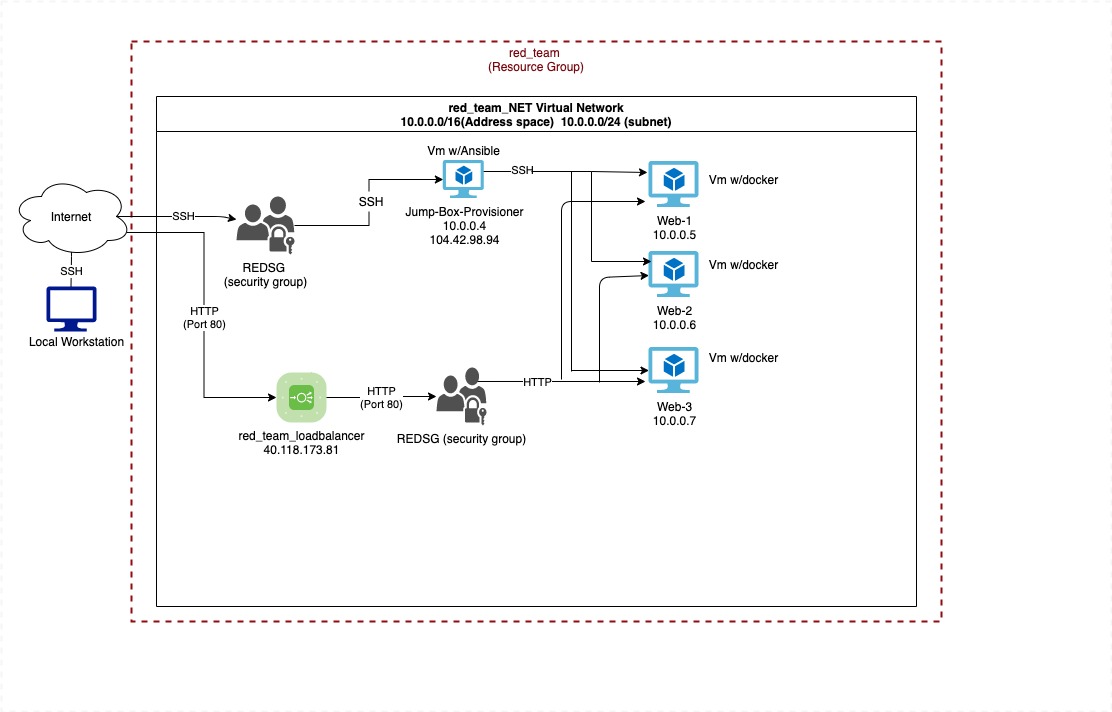 red_team
(Resource Group)
red_team_NET Virtual Network
10.0.0.0/16(Address space)  10.0.0.0/24 (subnet)
Vm w/Ansible
SSH
Vm w/docker
Internet
SSH
SSH
Jump-Box-Provisioner
10.0.0.4
104.42.98.94
Web-1
10.0.0.5
SSH
REDSG
(security group)
Vm w/docker
HTTP
(Port 80)
Web-2
10.0.0.6
Local Workstation
Vm w/docker
HTTP
(Port 80)
HTTP
Web-3
10.0.0.7
red_team_loadbalancer
40.118.173.81
REDSG (security group)